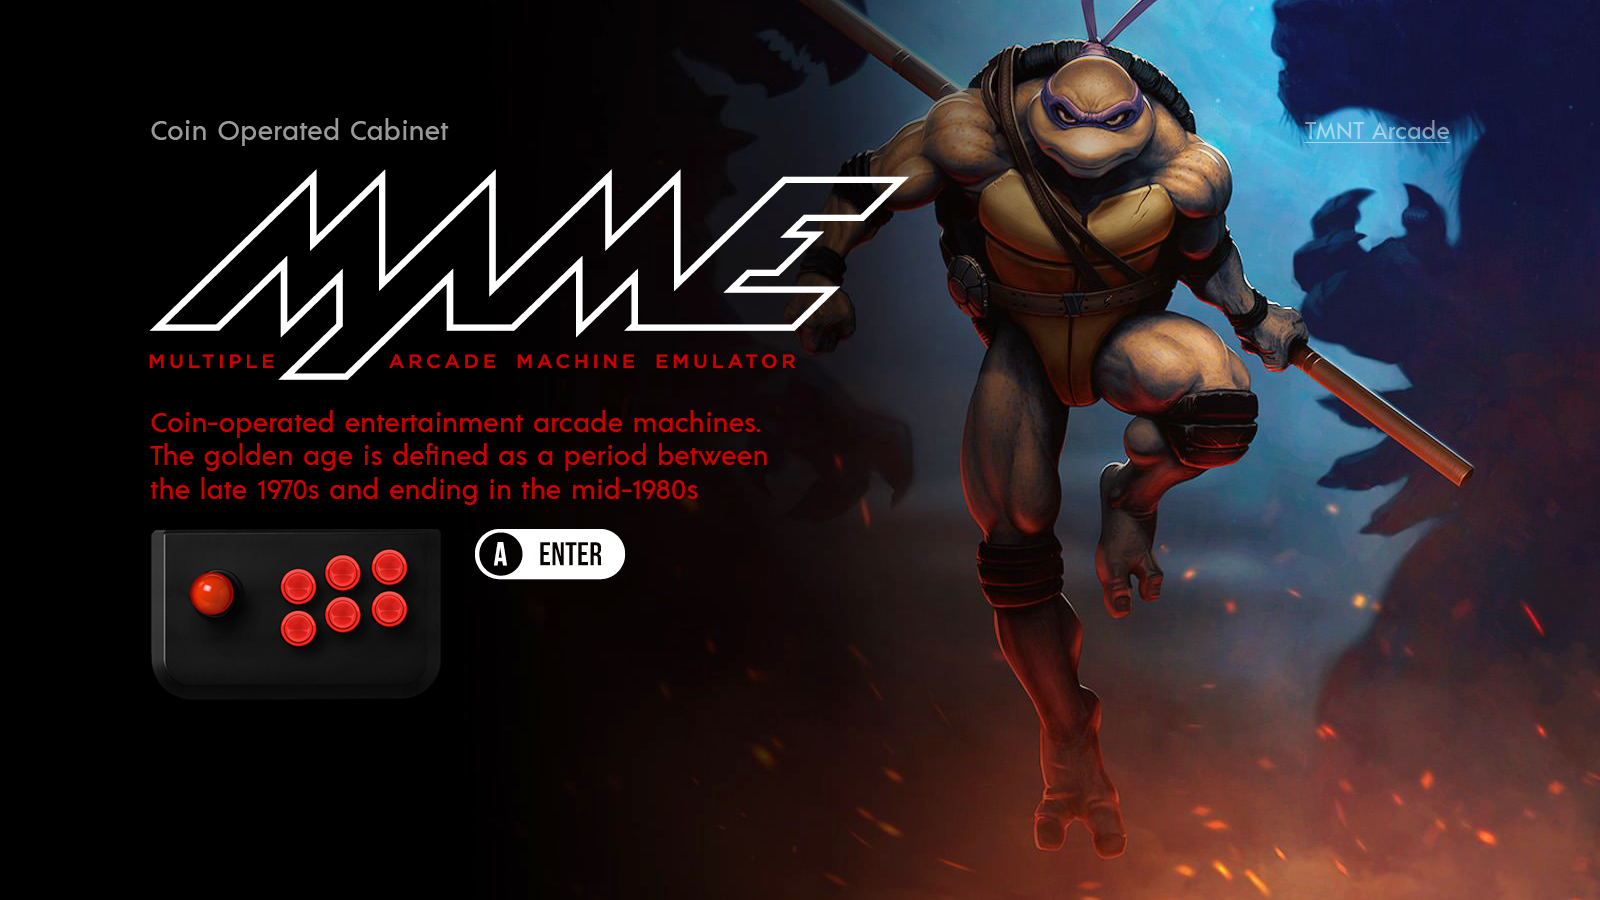 Coin Operated Cabinet
TMNT Arcade
MAME
MULTIPLE ARCADE MACHINE EMULATOR
Coin-operated entertainment arcade machines.
The golden age is defined as a period between
the late 1970s and ending in the mid-1980s
A ENTER